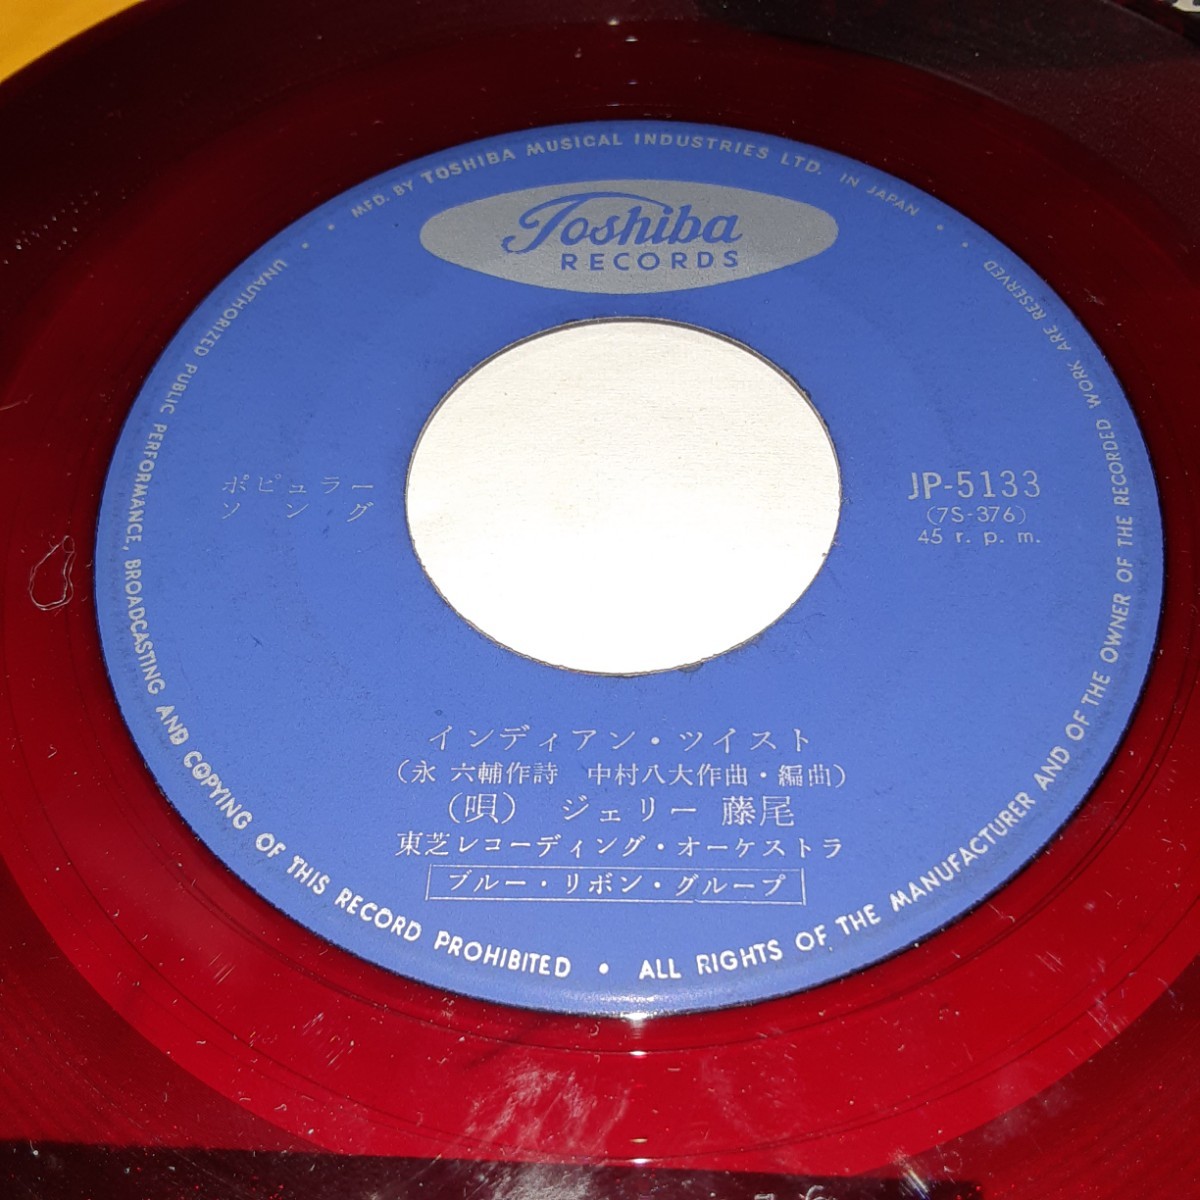 MFD. BY TOSHIBA MUSICAL INDUSTRIES LTD. IN JAPAN
Toshiba
RECORDS
ポピュラー
ソング
JP-5133
(7S-376)
45 r. p. m.
インディアン・ツイスト
(永 六輔作詩 中村八大作曲・編曲)
(唄) ジェリー 藤尾
東芝レコーディング・オーケストラ
ブルー・リボン・グループ
UNAUTHORIZED PUBLIC PERFORMANCE, BROADCASTING AND COPYING OF THIS RECORD PROHIBITED • ALL RIGHTS OF THE MANUFACTURER AND OF THE OWNER OF THE RECORDED WORK ARE RESERVED